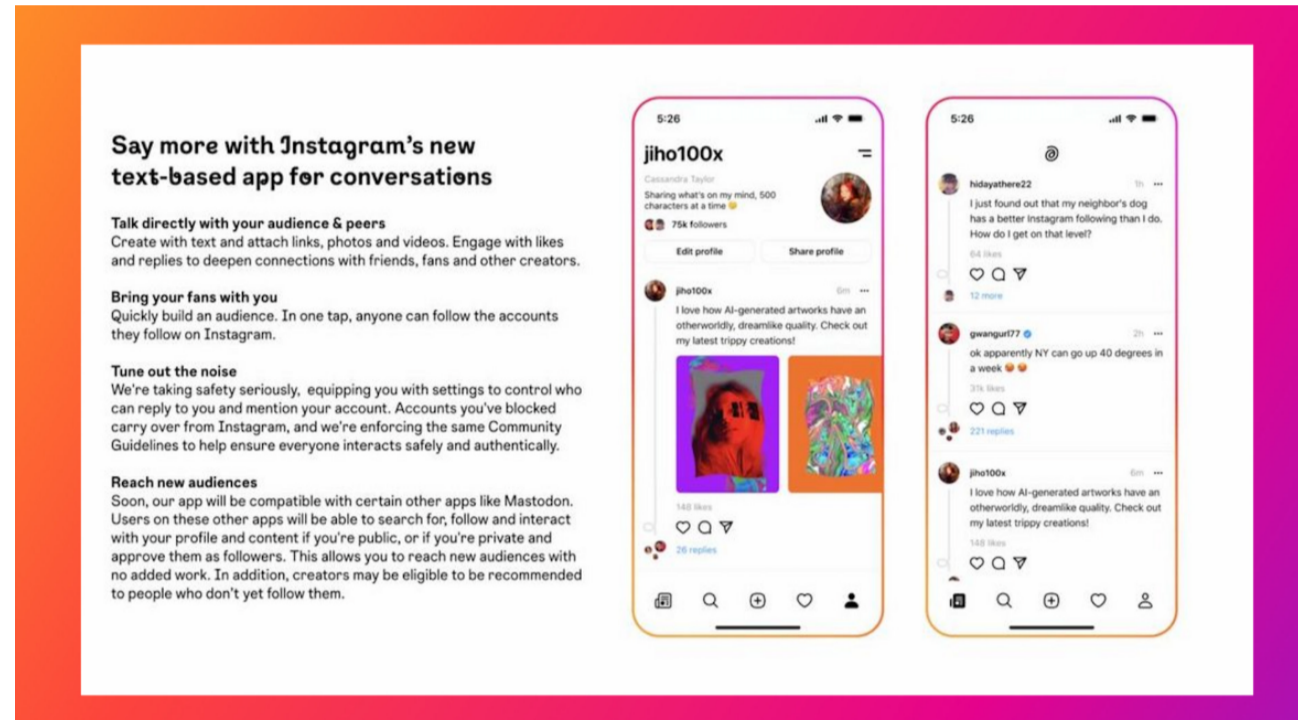 Say more with Instagram's new
text-based app for conversations
Talk directly with your audience & peers
Create with text and attach links, photos and videos. Engage with likes
and replies to deepen connections with friends, fans and other creators.
Bring your fans with you
Quickly build an audience. In one tap, anyone can follow the accounts
they follow on Instagram.
Tune out the noise
We're taking safety seriously,  equipping you with settings to control who
can reply to you and mention your account. Accounts you've blocked
carry over from Instagram, and we're enforcing the same Community
Guidelines to help ensure everyone interacts safely and authentically.
Reach new audiences
Soon, our app will be compatible with certain other apps like Mastodon.
Users on these other apps will be able to search for, follow and interact
with your profile and content if you're public, or if you're private and
approve them as followers. This allows you to reach new audiences with
no added work. In addition, creators may be eligible to be recommended
to people who don't yet follow them.
5:26
jiho100x
Cassandra Taylor
Sharing what's on my mind, 500
characters at a time
75k followers
Edit profile Share profile
jiho100x 6m
I love how AI-generated artworks have an
otherworldly, dreamlike quality. Check out
my latest trippy creations!
148 likes
26 replies
5:26
hidayathere22 1h
I just found out that my neighbor's dog
has a better Instagram following than I do.
How do I get on that level?
64 likes
12 more
gwangurl77 2h
ok apparently NY can go up 40 degrees in
a week
31k likes
221 replies
jiho100x 6m
I love how AI-generated artworks have an
otherworldly, dreamlike quality. Check out
my latest trippy creations!
148 likes